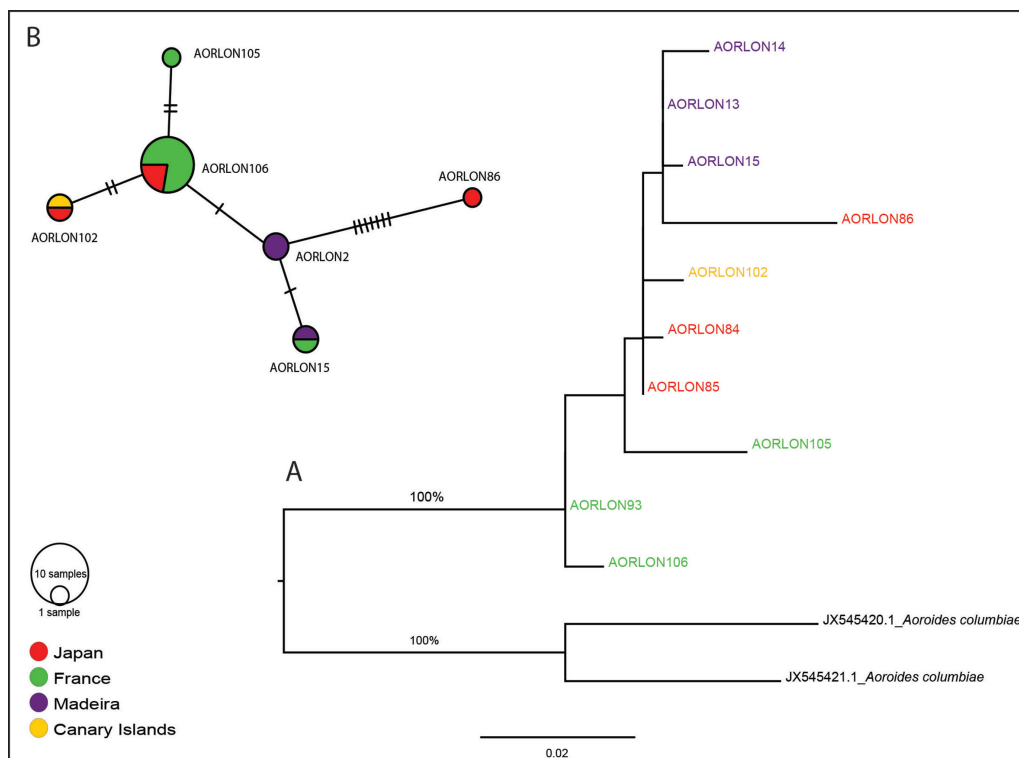 B
AORLON105
AORLON106
AORLON102
AORLON86
AORLON2
AORLON15
10 samples
1 sample
Japan
France
Madeira
Canary Islands
A
AORLON14
AORLON13
AORLON15
AORLON86
AORLON102
AORLON84
AORLON85
AORLON105
AORLON93
AORLON106
100%
100%
JX545420.1_Aoroides columbiae
JX545421.1_Aoroides columbiae
0.02